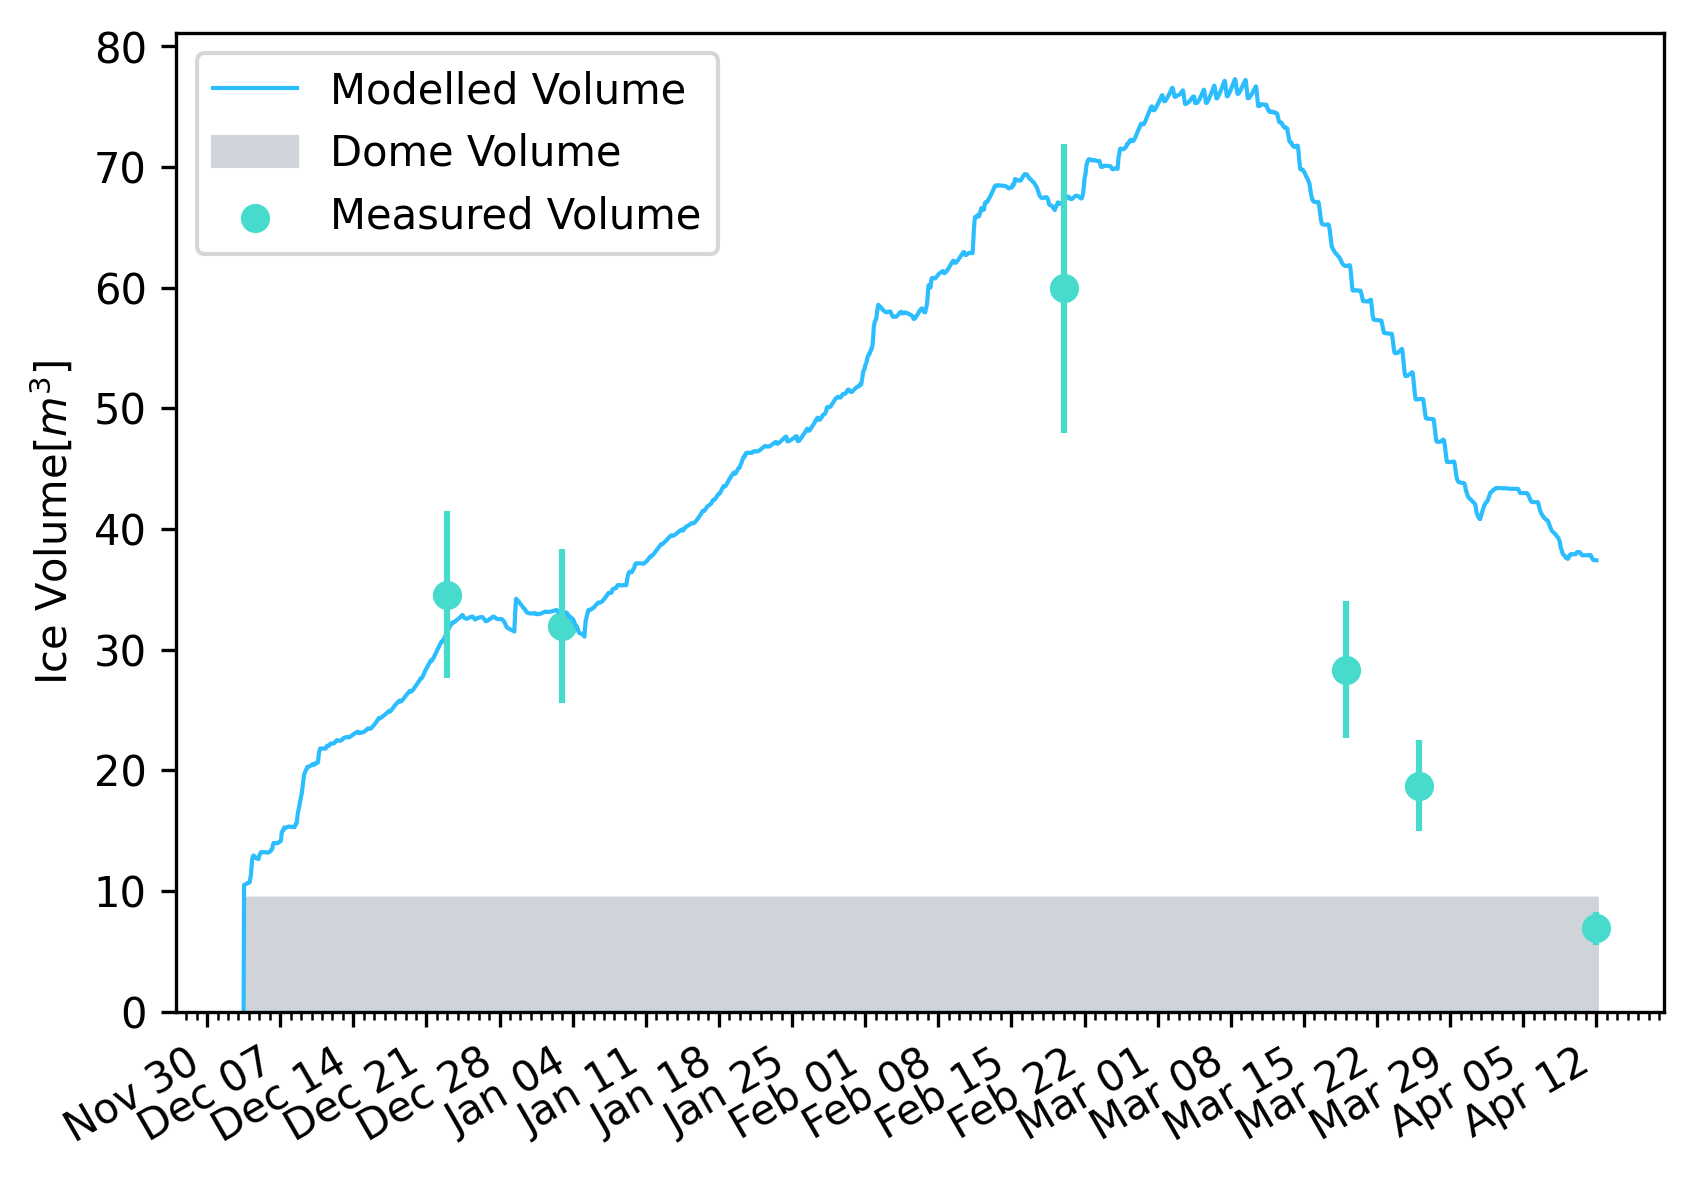 80
70
60
50
40
30
20
10
0
Ice Volume[m³]
Modelled Volume
Dome Volume
Measured Volume
Nov 30
Dec 07
Dec 14
Dec 21
Dec 28
Jan 04
Jan 11
Jan 18
Jan 25
Feb 01
Feb 08
Feb 15
Feb 22
Mar 01
Mar 08
Mar 15
Mar 22
Mar 29
Apr 05
Apr 12